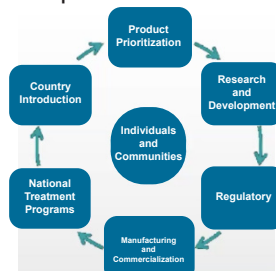 Product
Prioritization
Country
Introduction
Research
and
Development
Individuals
and
Communities
National
Treatment
Programs
Regulatory
Manufacturing
and
Commercialization